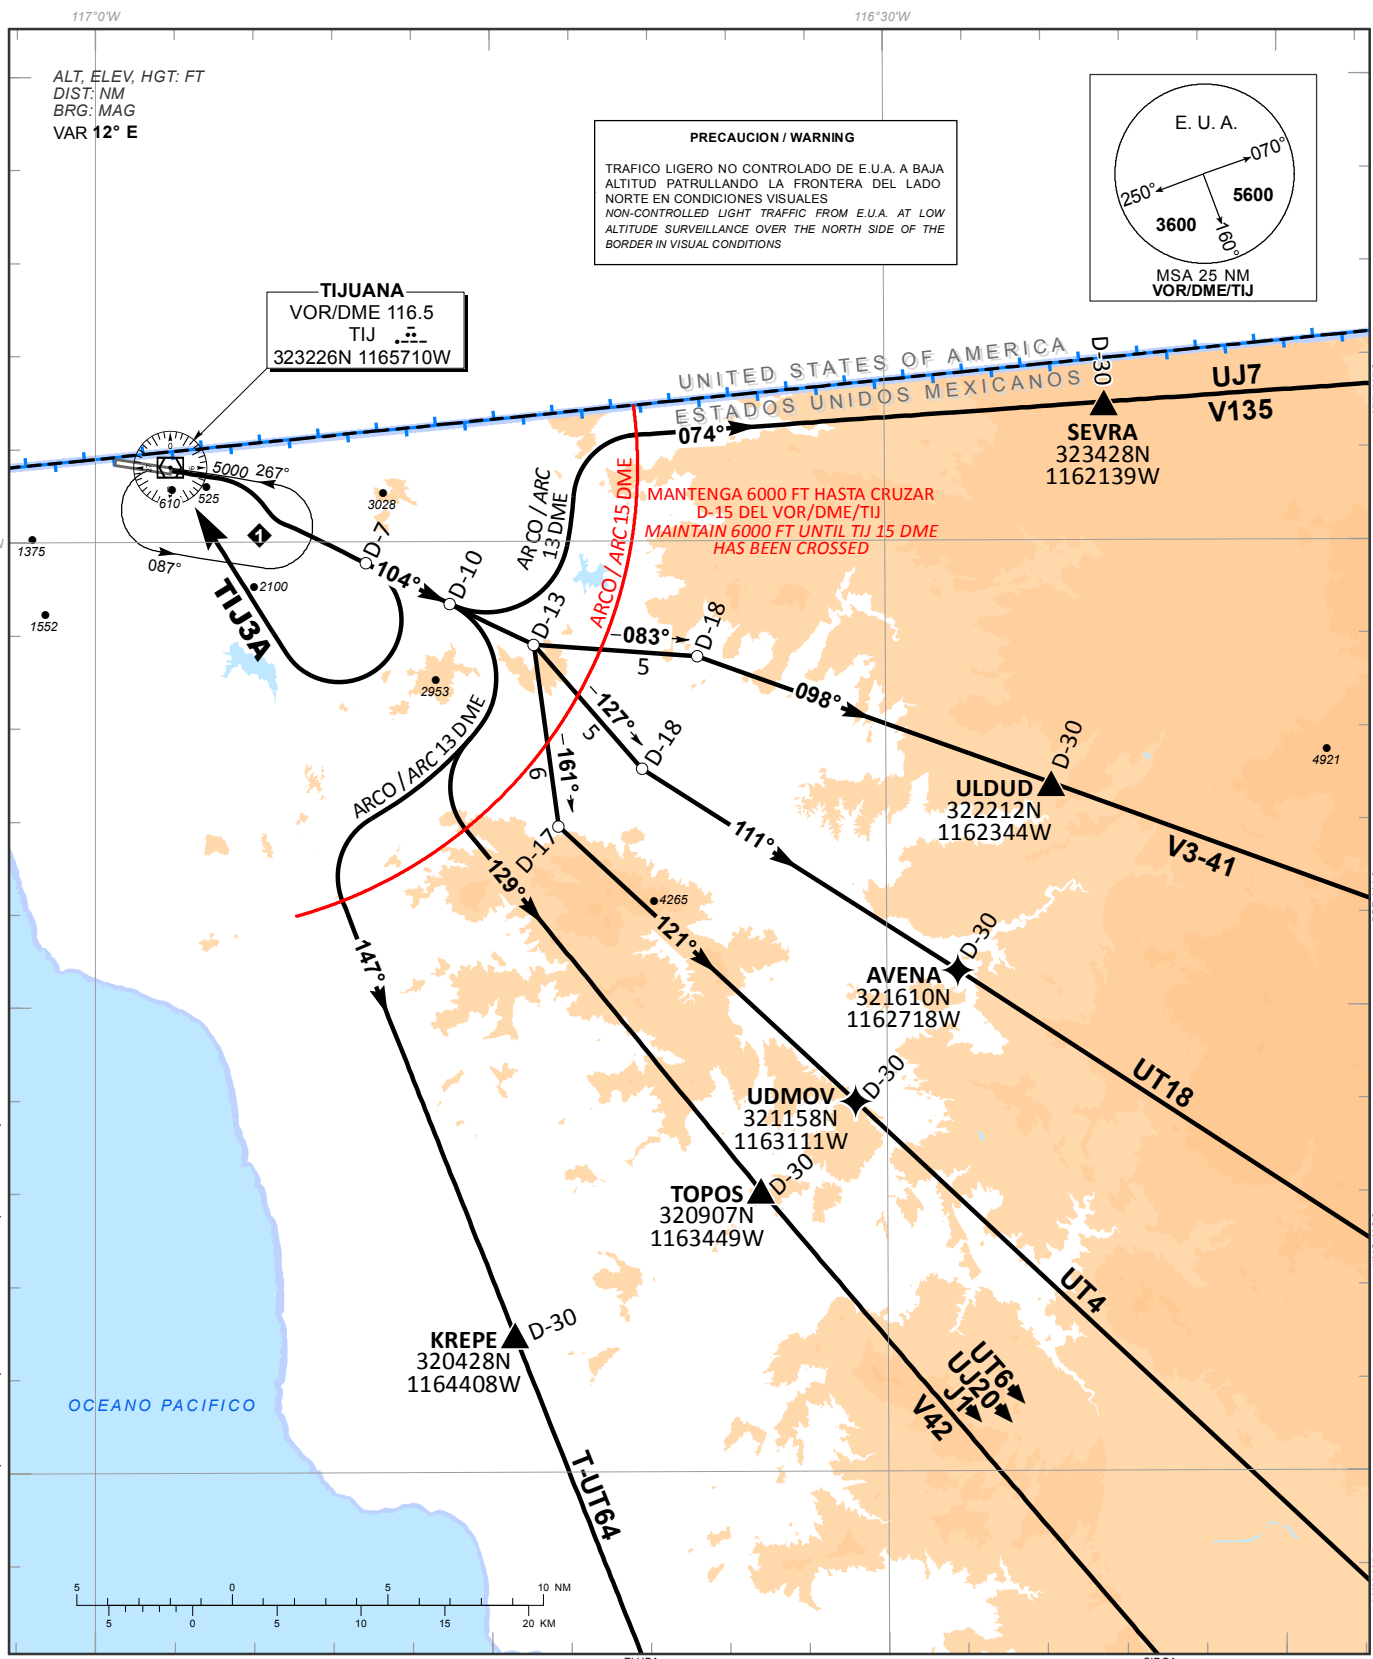 117°0'W
116°30'W
ALT, ELEV, HGT: FT
DIST: NM
BRG: MAG
VAR 12° E
PRECAUCION / WARNING
TRAFICO LIGERO NO CONTROLADO DE E.U.A. A BAJA
ALTITUD PATRULLANDO LA FRONTERA DEL LADO
NORTE EN CONDICIONES VISUALES
NON-CONTROLLED LIGHT TRAFFIC FROM E.U.A. AT LOW
ALTITUDE SURVEILLANCE OVER THE NORTH SIDE OF THE
BORDER IN VISUAL CONDITIONS
E. U. A.
070°
250°
5600
3600
160°
MSA 25 NM
VOR/DME/TIJ
TIJUANA
VOR/DME 116.5
TIJ
323226N 1165710W
UNITED STATES OF AMERICA
ESTADOS UNIDOS MEXICANOS
D-30
UJ7
V135
SEVRA
323428N
1162139W
074°
5000 267°
610
525
3028
1375
087°
1
2100
1552
TIJ3A
D-7
104°
D-10
ARCO / ARC
13 DME
ARCO / ARC 15 DME
MANTENGA 6000 FT HASTA CRUZAR
D-15 DEL VOR/DME/TIJ
MAINTAIN 6000 FT UNTIL TIJ 15 DME
HAS BEEN CROSSED
D-13
083°
5
D-18
098°
2953
127°
5
D-18
161°
6
D-17
ARCO / ARC 13 DME
D-30
ULDUD
322212N
1162344W
4921
V3-41
111°
129°
4265
121°
147°
D-30
AVENA
321610N
1162718W
UT18
D-30
UDMOV
321158N
1163111W
D-30
TOPOS
320907N
1163449W
UT4
D-30
KREPE
320428N
1164408W
UT6
UJ20
J1
V42
OCEANO PACIFICO
T-UT64
5 0 5 10 NM
5 0 5 10 15 20 KM